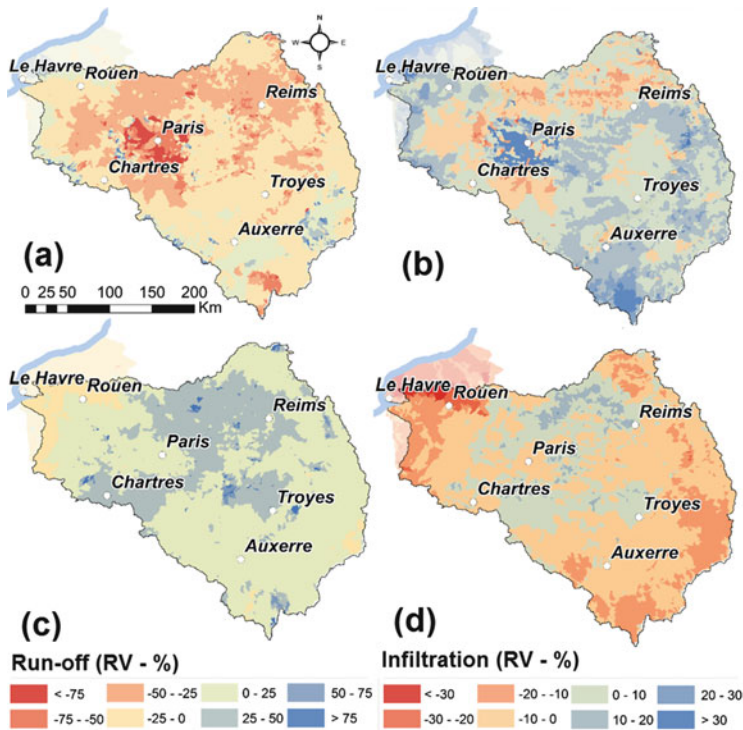 N
W E
S
Le Havre
Rouen
Reims
Paris
Chartres
Troyes
Auxerre
(a)
0 25 50 100 150 200
Km
Le Havre
Rouen
Reims
Paris
Chartres
Troyes
Auxerre
(b)
Le Havre
Rouen
Reims
Paris
Chartres
Troyes
Auxerre
(c)
Le Havre
Rouen
Reims
Paris
Chartres
Troyes
Auxerre
(d)
Run-off (RV - %)
< -75 -50 - -25 0 - 25 50 - 75
-75 - -50 -25 - 0 25 - 50 > 75
Infiltration (RV - %)
< -30 -20 - -10 0 - 10 20 - 30
-30 - -20 -10 - 0 10 - 20 > 30